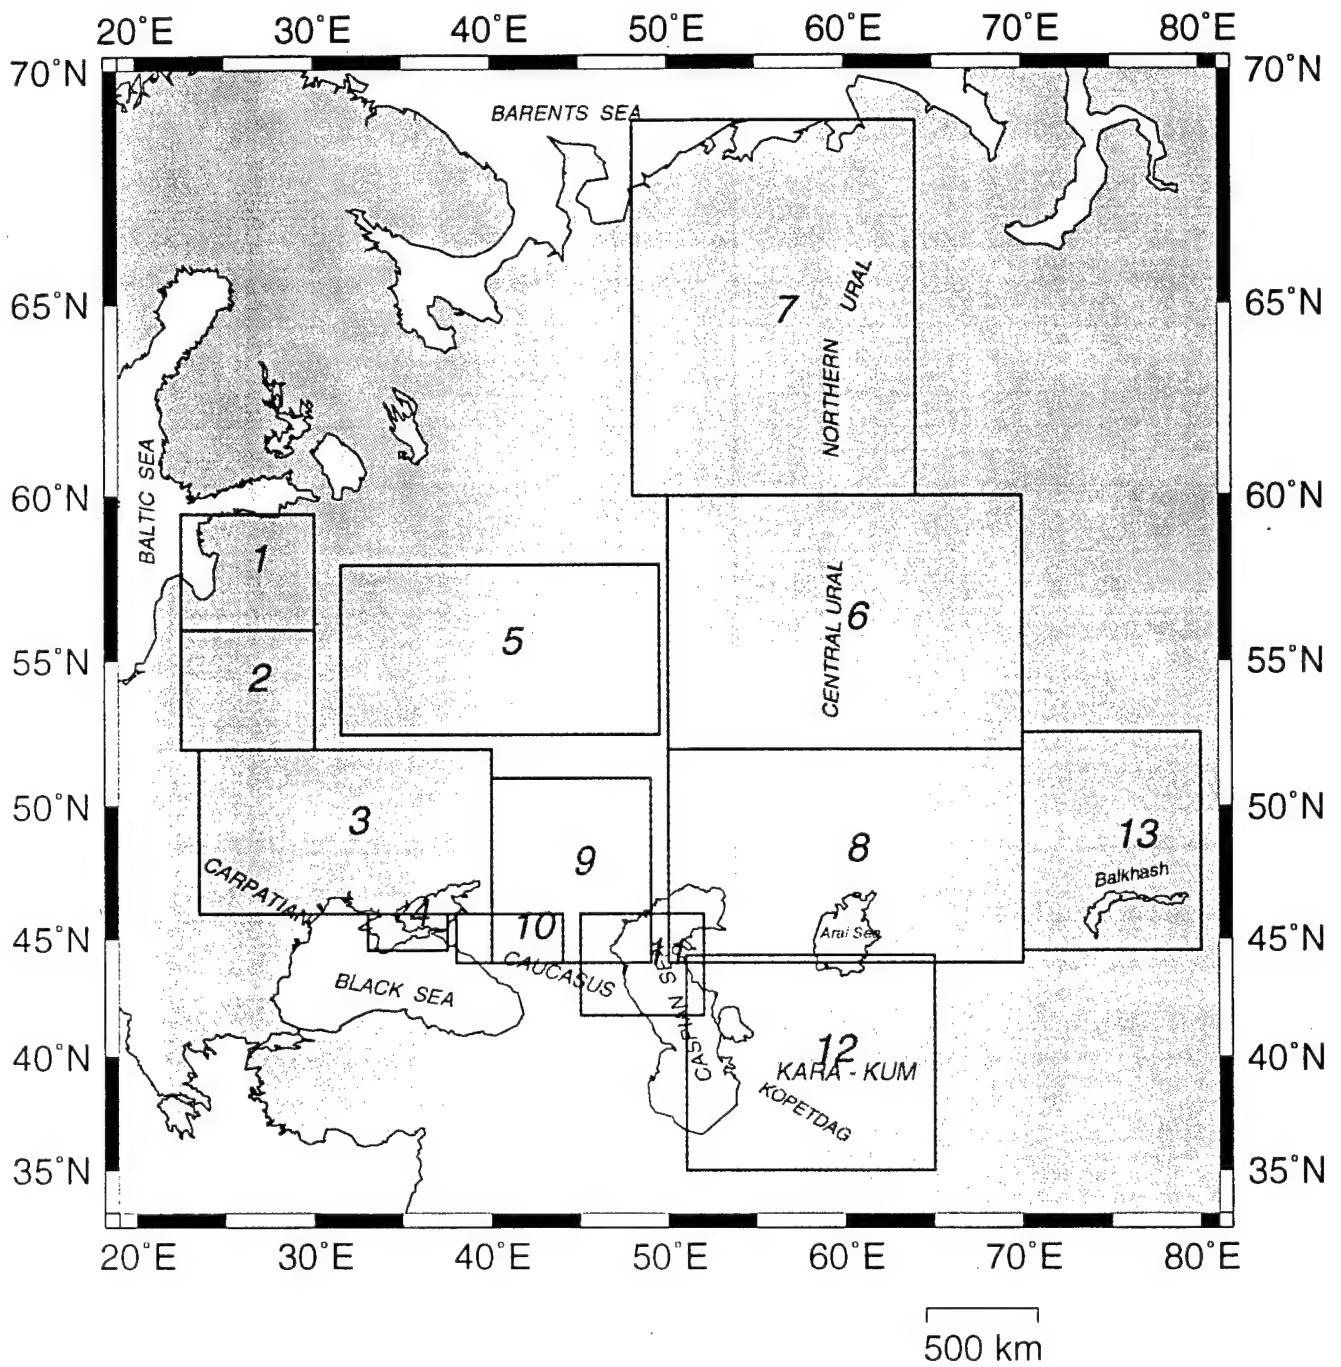 20°E 30°E 40°E 50°E 60°E 70°E 80°E
70°N 70°N
BARENTS SEA
65°N 65°N
7
NORTHERN URAL
BALTIC SEA
60°N 60°N
1
5
6
CENTRAL URAL
55°N 55°N
2
50°N 50°N
3
9
8
13
Balkhash
CARPATIAN
4
10
45°N 45°N
Arai Sea
CAUCASUS
BLACK SEA
CASPIAN SEA
40°N 40°N
12
KARA - KUM
KOPETDAG
35°N 35°N
20°E 30°E 40°E 50°E 60°E 70°E 80°E
500 km